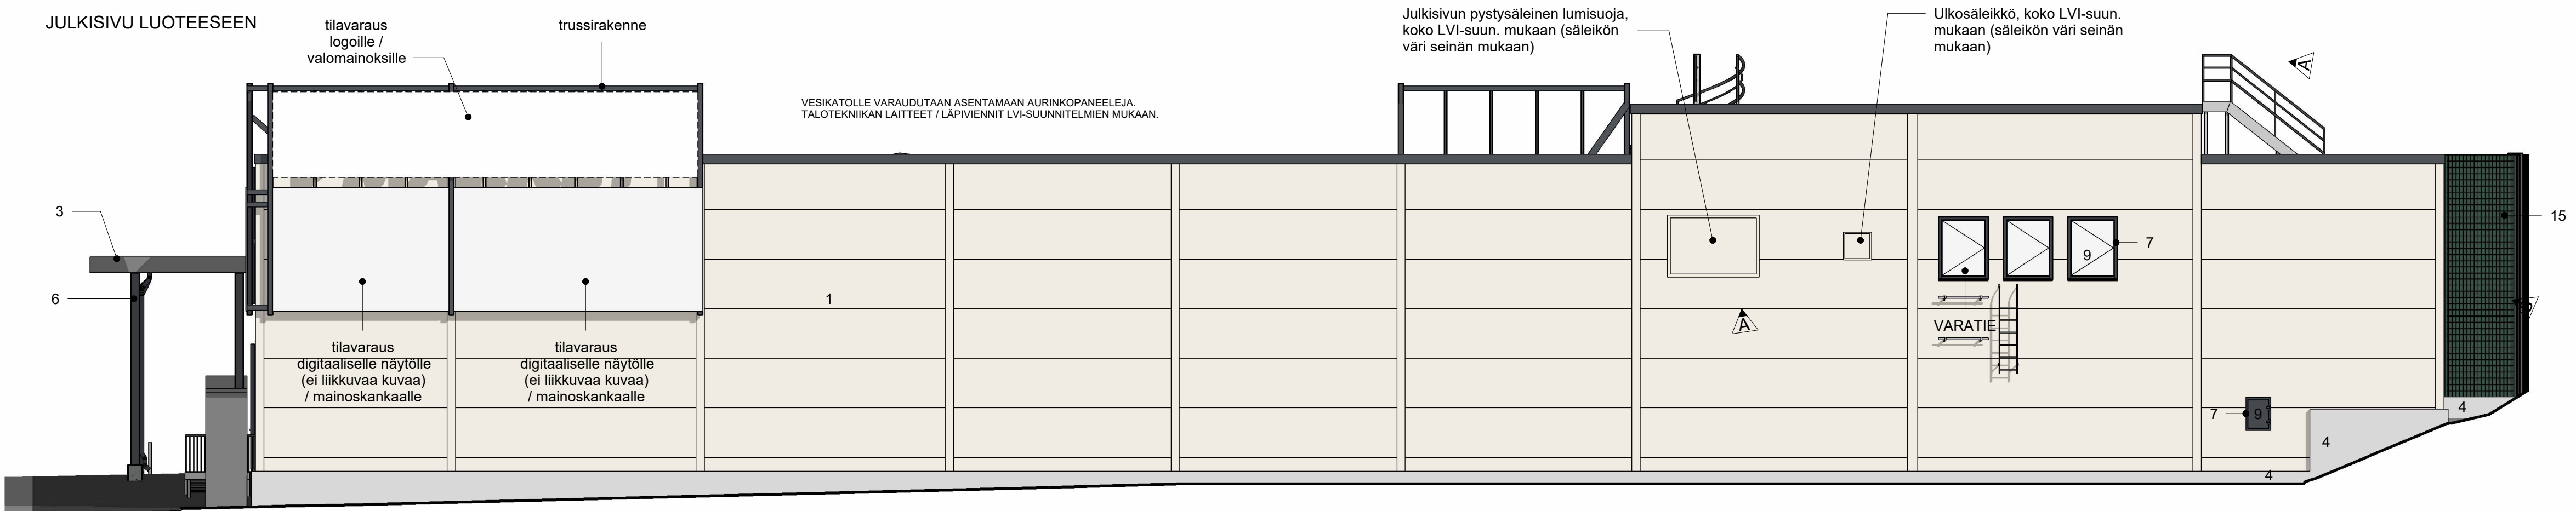 JULKISIVU LUOTEESEEN
tilavaraus
logoille /
valomainoksille
trussirakenne
VESIKATOLLE VARAUDUTAAN ASENTAMAAN AURINKOPANEELEJA.
TALOTEKNIIKAN LAITTEET / LÄPIVIENNIT LVI-SUUNNITELMIEN MUKAAN.
Julkisivun pystysäleinen lumisuoja,
koko LVI-suun. mukaan (säleikön
väri seinän mukaan)
Ulkosäleikkö, koko LVI-suun.
mukaan (säleikön väri seinän
mukaan)
A
3
15
7
9
6
1
A
VARATIE
tilavaraus
digitaaliselle näytölle
(ei liikkuvaa kuvaa)
/ mainoskankaalle
tilavaraus
digitaaliselle näytölle
(ei liikkuvaa kuvaa)
/ mainoskankaalle
7
9
4
4
4